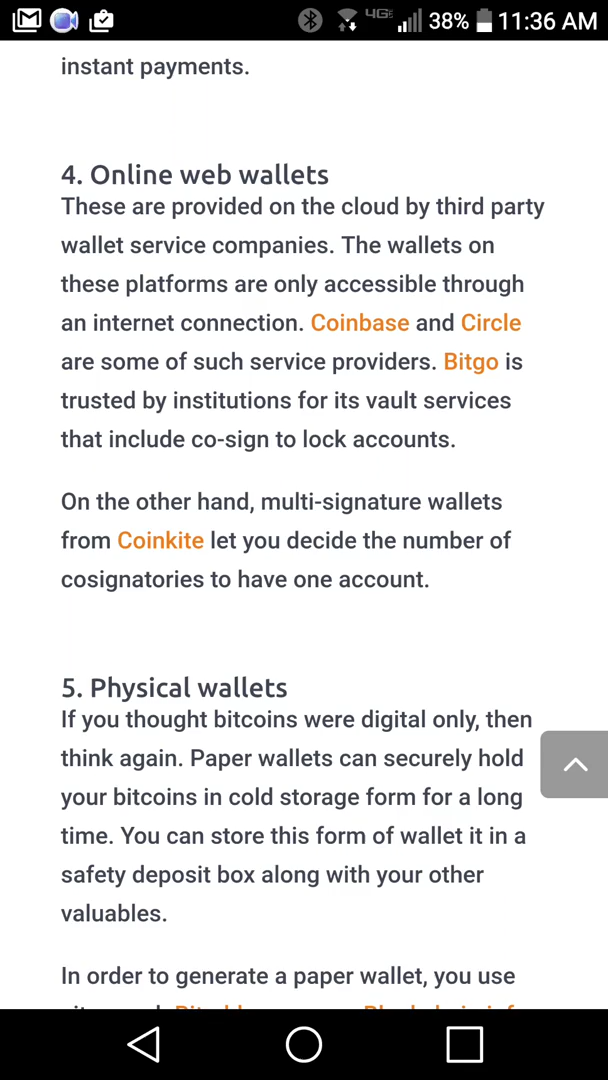 4GE 38% 11:36 AM
instant payments.
4. Online web wallets
These are provided on the cloud by third party
wallet service companies. The wallets on
these platforms are only accessible through
an internet connection. Coinbase and Circle
are some of such service providers. Bitgo is
trusted by institutions for its vault services
that include co-sign to lock accounts.
On the other hand, multi-signature wallets
from Coinkite let you decide the number of
cosignatories to have one account.
5. Physical wallets
If you thought bitcoins were digital only, then
think again. Paper wallets can securely hold
your bitcoins in cold storage form for a long
time. You can store this form of wallet it in a
safety deposit box along with your other
valuables.
In order to generate a paper wallet, you use